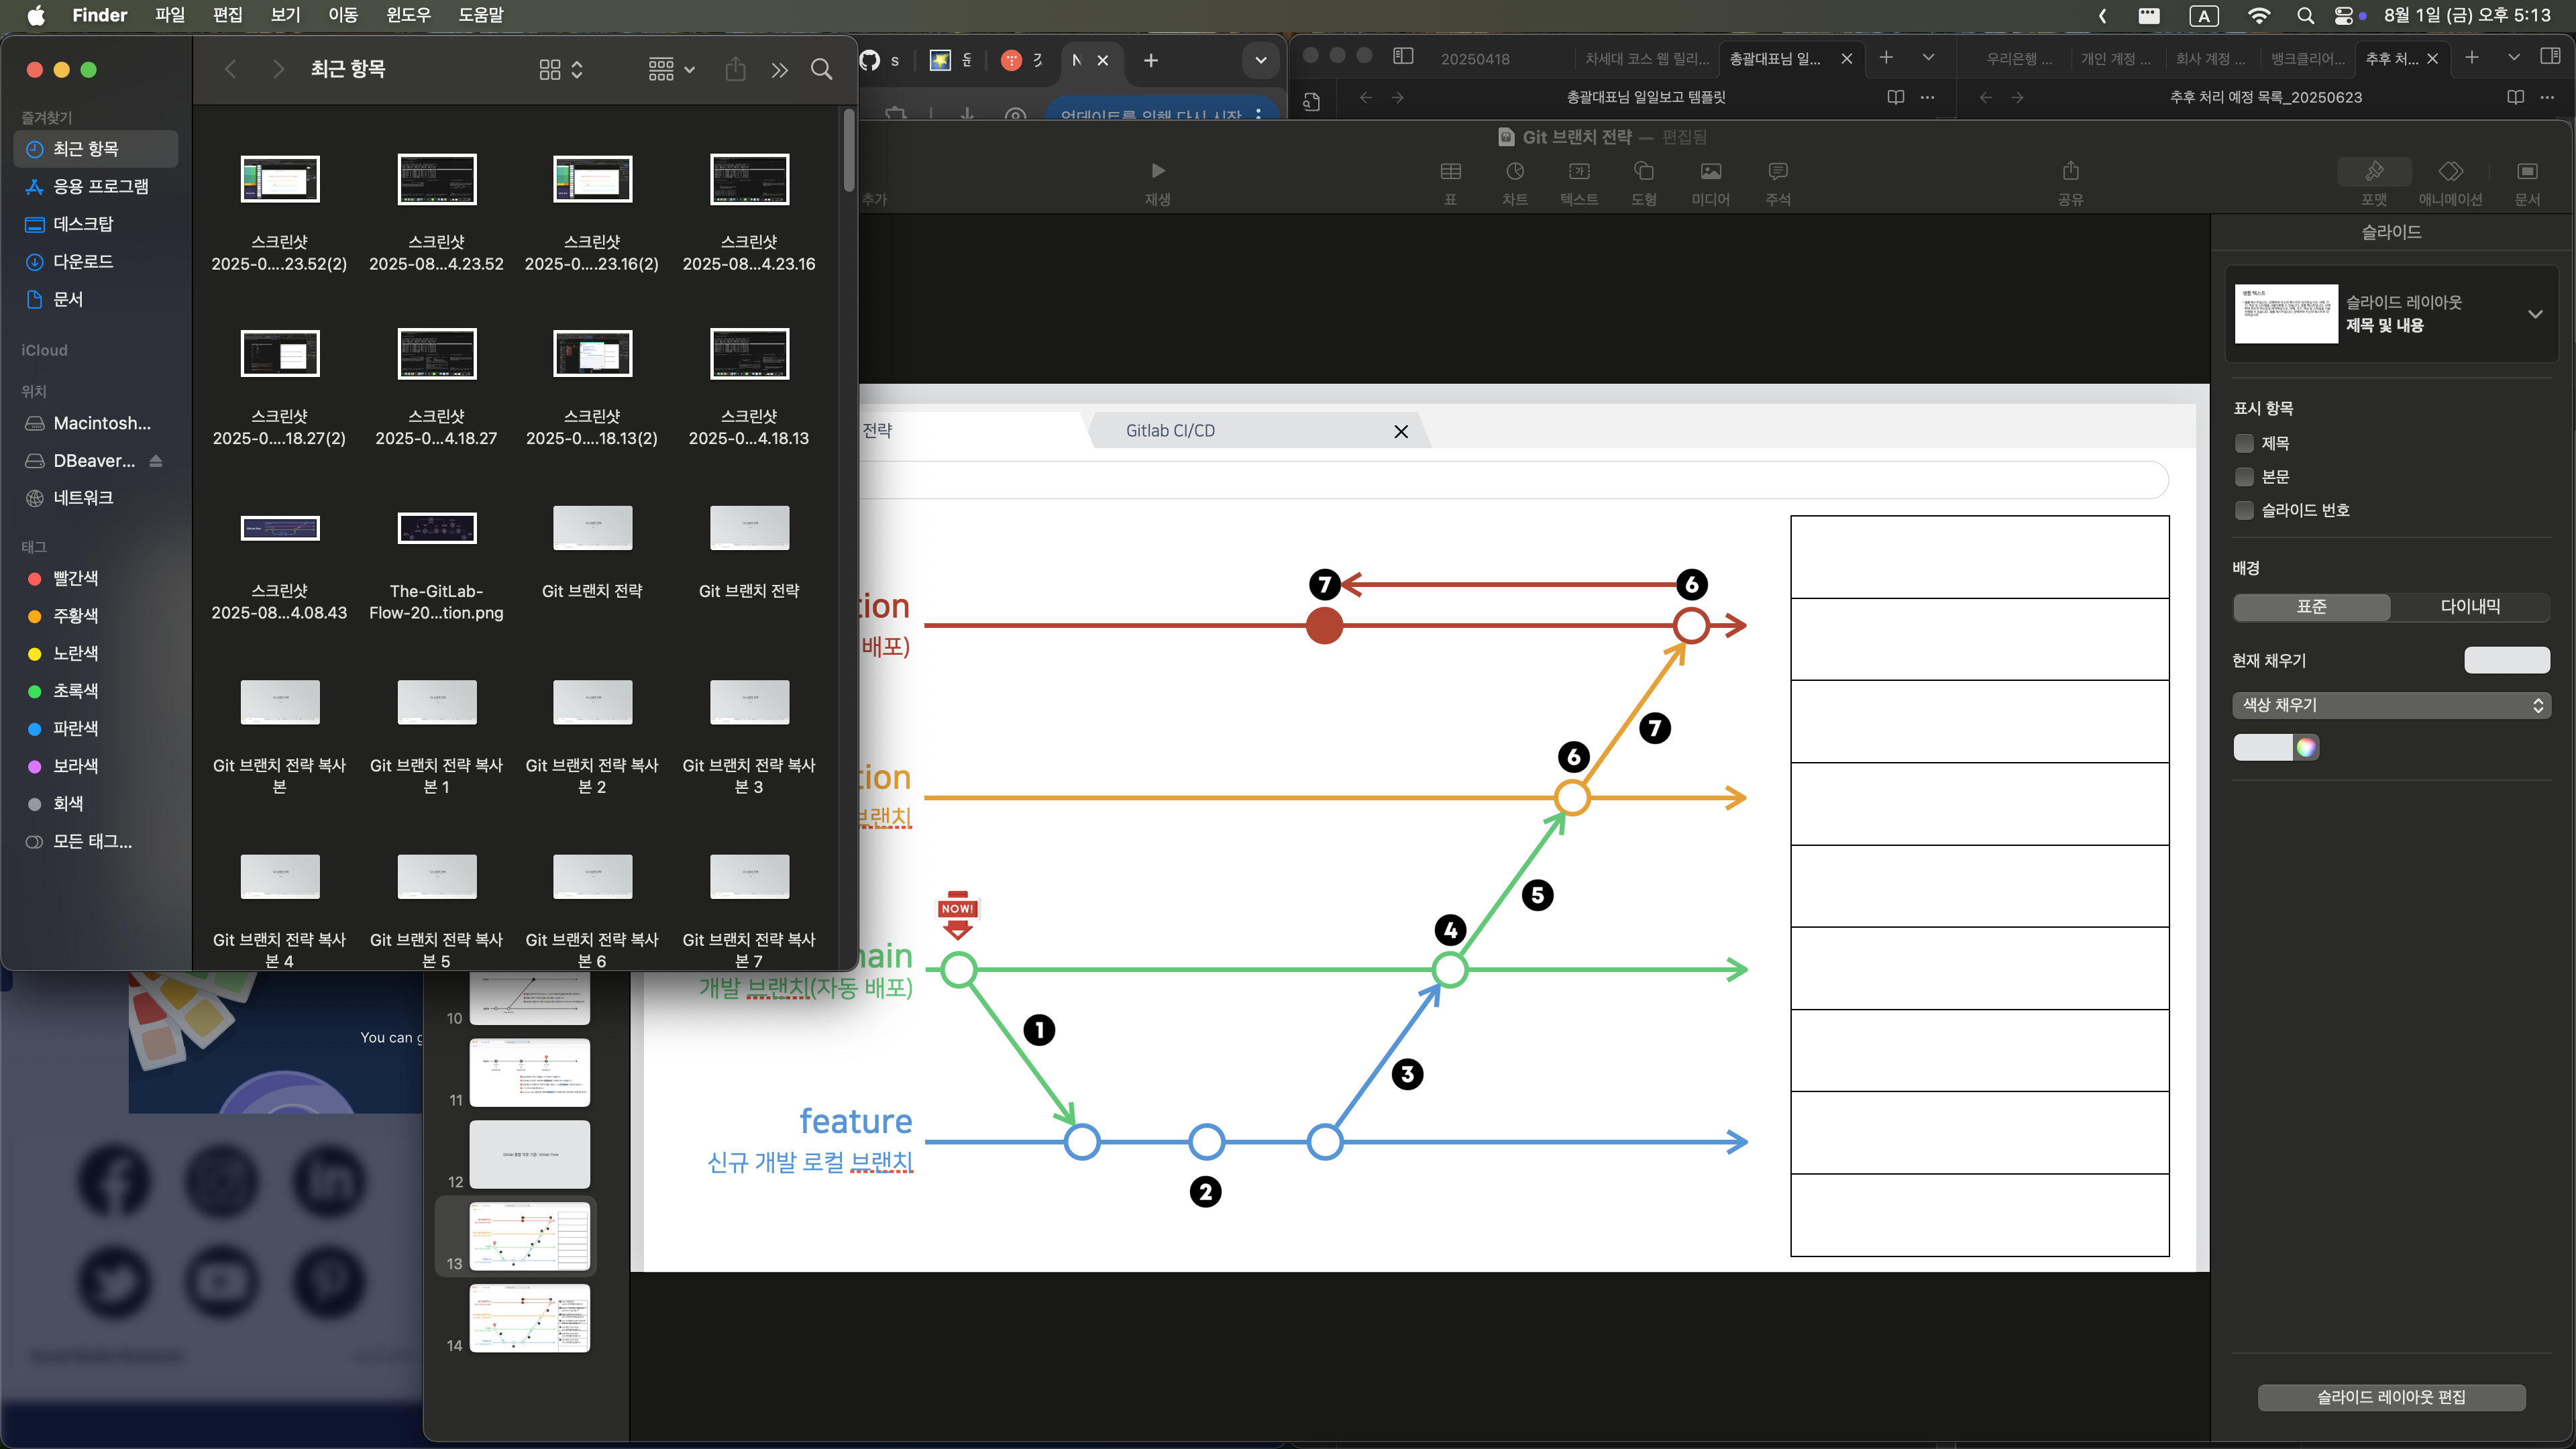 Finder 파일 편집 보기 이동 윈도우 도움말
A 8월 1일 (금) 오후 5:13
최근 항목
즐겨찾기
최근 항목
응용 프로그램
데스크탑
다운로드
문서
iCloud
위치
Macintosh...
DBeaver...
네트워크
태그
빨간색
주황색
노란색
초록색
파란색
보라색
회색
모든 태그...
스크린샷
2025-0....23.52(2)
스크린샷
2025-08...4.23.52
스크린샷
2025-0....23.16(2)
스크린샷
2025-08...4.23.16
스크린샷
2025-0....18.27(2)
스크린샷
2025-0...4.18.27
스크린샷
2025-0....18.13(2)
스크린샷
2025-0...4.18.13
스크린샷
2025-08...4.08.43
The-GitLab-
Flow-20...tion.png
Git 브랜치 전략
Git 브랜치 전략
Git 브랜치 전략 복사
본
Git 브랜치 전략 복사
본 1
Git 브랜치 전략 복사
본 2
Git 브랜치 전략 복사
본 3
Git 브랜치 전략 복사
본 4
Git 브랜치 전략 복사
본 5
Git 브랜치 전략 복사
본 6
Git 브랜치 전략 복사
본 7
s
N
업데이트를 위해 다시 시작
20250418
차세대 코스 웹 릴리...
총괄대표님 일...
우리은행 ...
개인 계정 ...
회사 계정 ...
뱅크클리어...
추후 처...
총괄대표님 일일보고 템플릿
추후 처리 예정 목록_20250623
Git 브랜치 전략 — 편집됨
추가
재생
표
차트
텍스트
도형
미디어
주석
공유
포맷
애니메이션
문서
슬라이드
슬라이드 레이아웃
제목 및 내용
표시 항목
제목
본문
슬라이드 번호
배경
표준
다이내믹
현재 채우기
색상 채우기
슬라이드 레이아웃 편집
전략
Gitlab CI/CD
tion
배포)
7
6
tion
브랜치
6
7
NOW!
main
개발 브랜치(자동 배포)
4
5
1
3
feature
신규 개발 로컬 브랜치
2
You can g
10
11
12
13
14